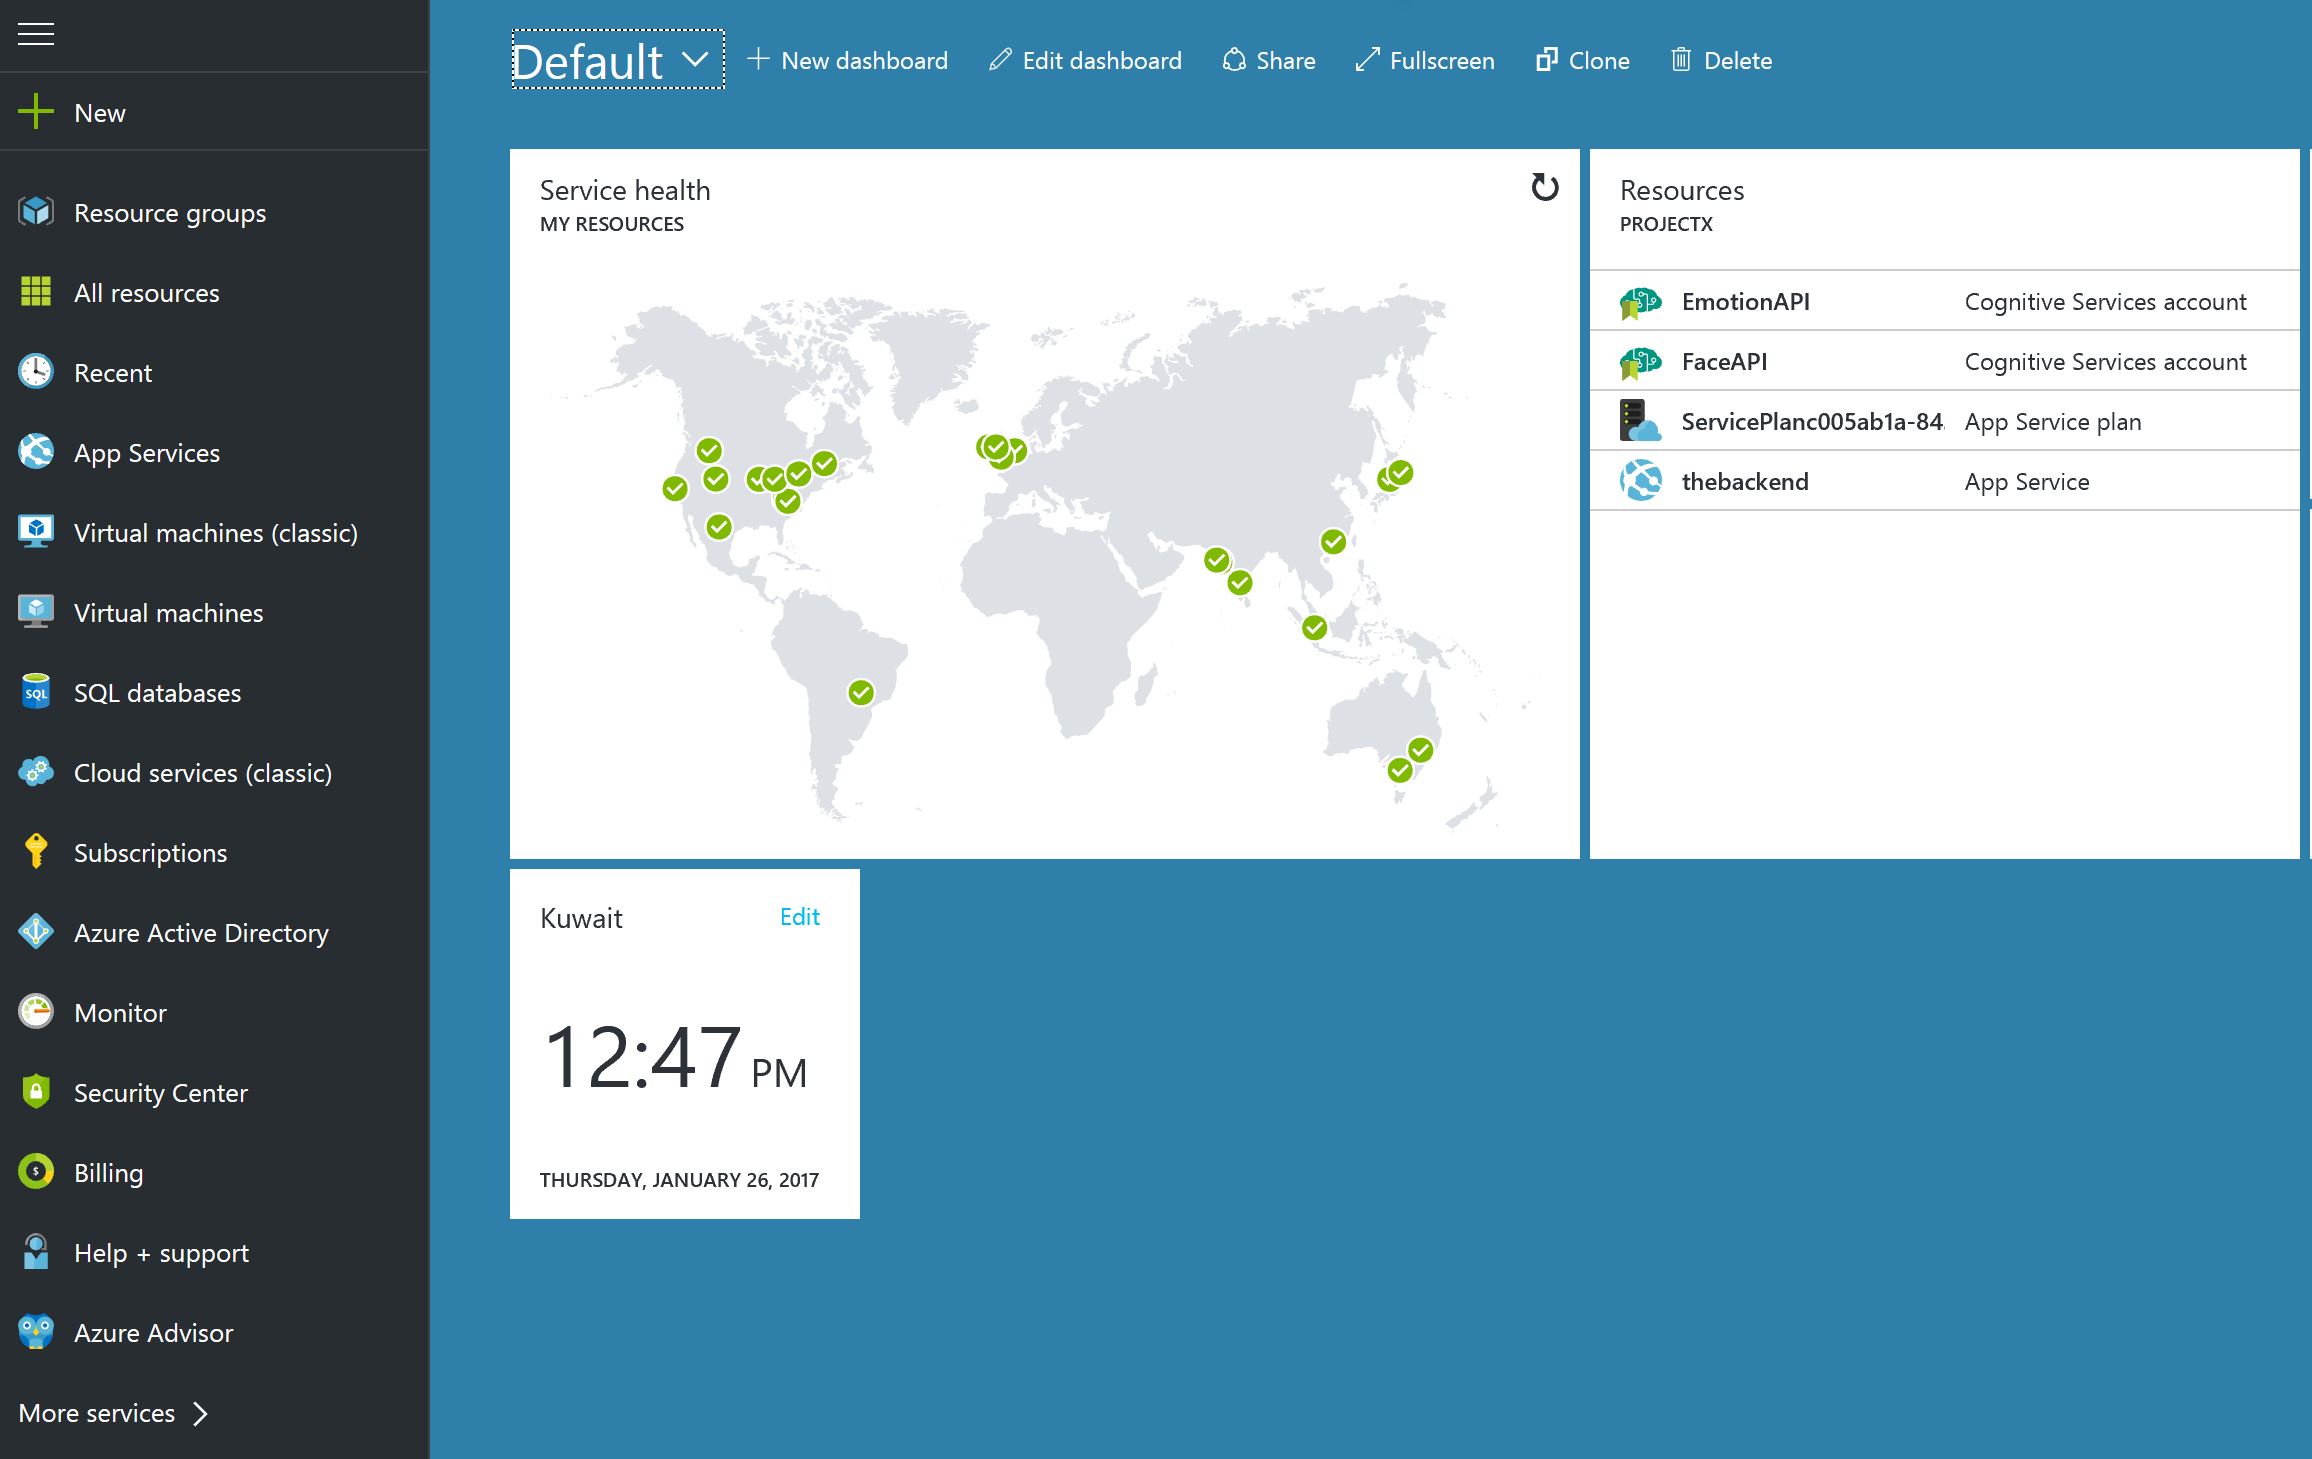 New
Resource groups
All resources
Recent
App Services
Virtual machines (classic)
Virtual machines
SQL databases
Cloud services (classic)
Subscriptions
Azure Active Directory
Monitor
Security Center
Billing
Help + support
Azure Advisor
More services
Default New dashboard Edit dashboard Share Fullscreen Clone Delete
Service health
MY RESOURCES
Resources
PROJECTX
EmotionAPI Cognitive Services account
FaceAPI Cognitive Services account
ServicePlanc005ab1a-84 App Service plan
thebackend App Service
Kuwait Edit
12:47 PM
THURSDAY, JANUARY 26, 2017
SQL
$